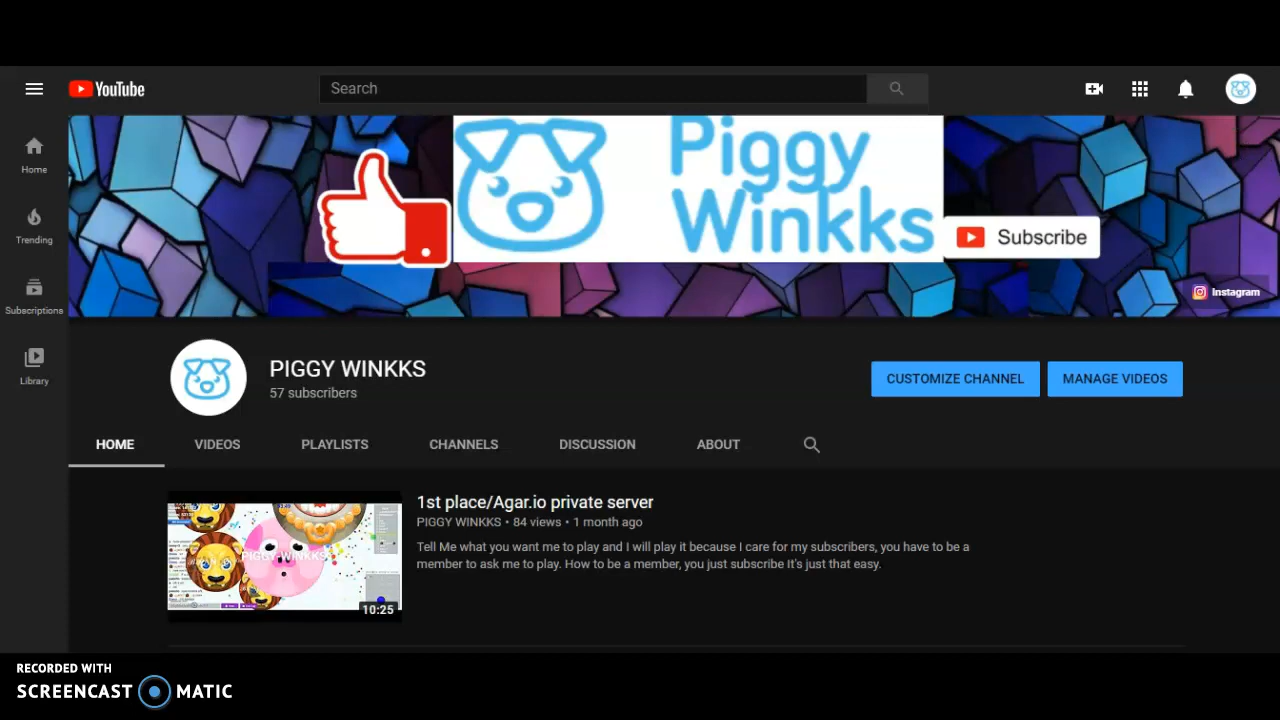 YouTube
Search
Home
Trending
Subscriptions
Library
Piggy
Winkks
Subscribe
Instagram
PIGGY WINKKS
57 subscribers
CUSTOMIZE CHANNEL
MANAGE VIDEOS
HOME
VIDEOS
PLAYLISTS
CHANNELS
DISCUSSION
ABOUT
1st place/Agar.io private server
PIGGY WINKKS • 84 views • 1 month ago
Tell Me what you want me to play and I will play it because I care for my subscribers, you have to be a
member to ask me to play. How to be a member, you just subscribe It's just that easy.
PIGGY WINKKS
10:25
RECORDED WITH
SCREENCAST MATIC